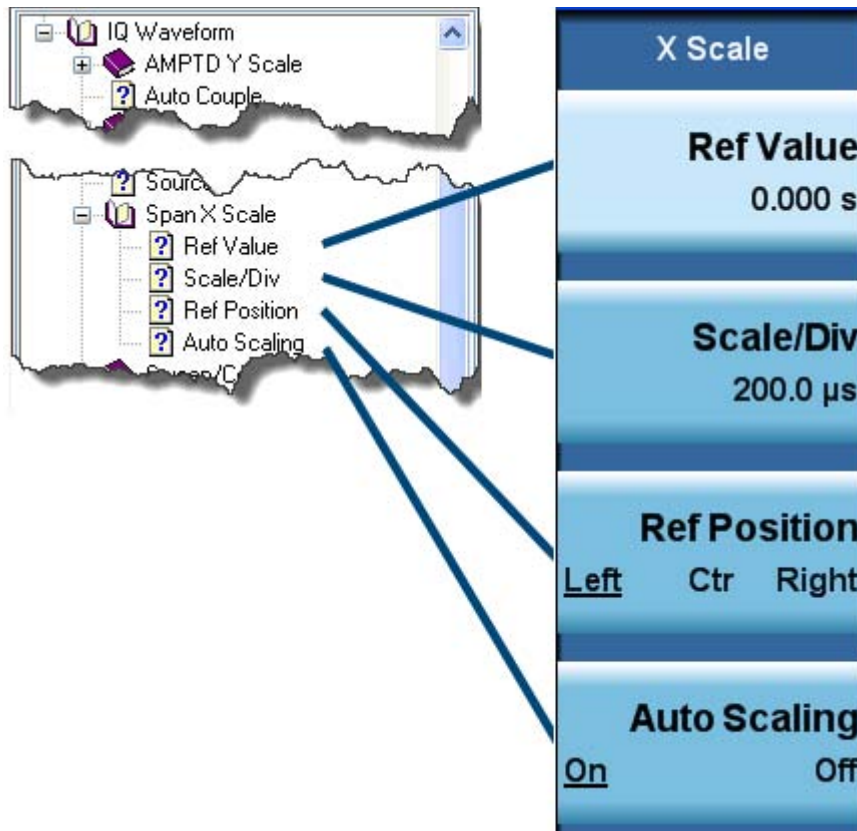 IQ Waveform
AMPTD Y Scale
Auto Couple
Source
Span X Scale
Ref Value
Scale/Div
Ref Position
Auto Scaling
X Scale
Ref Value
0.000 s
Scale/Div
200.0 µs
Ref Position
Left Ctr Right
Auto Scaling
On Off